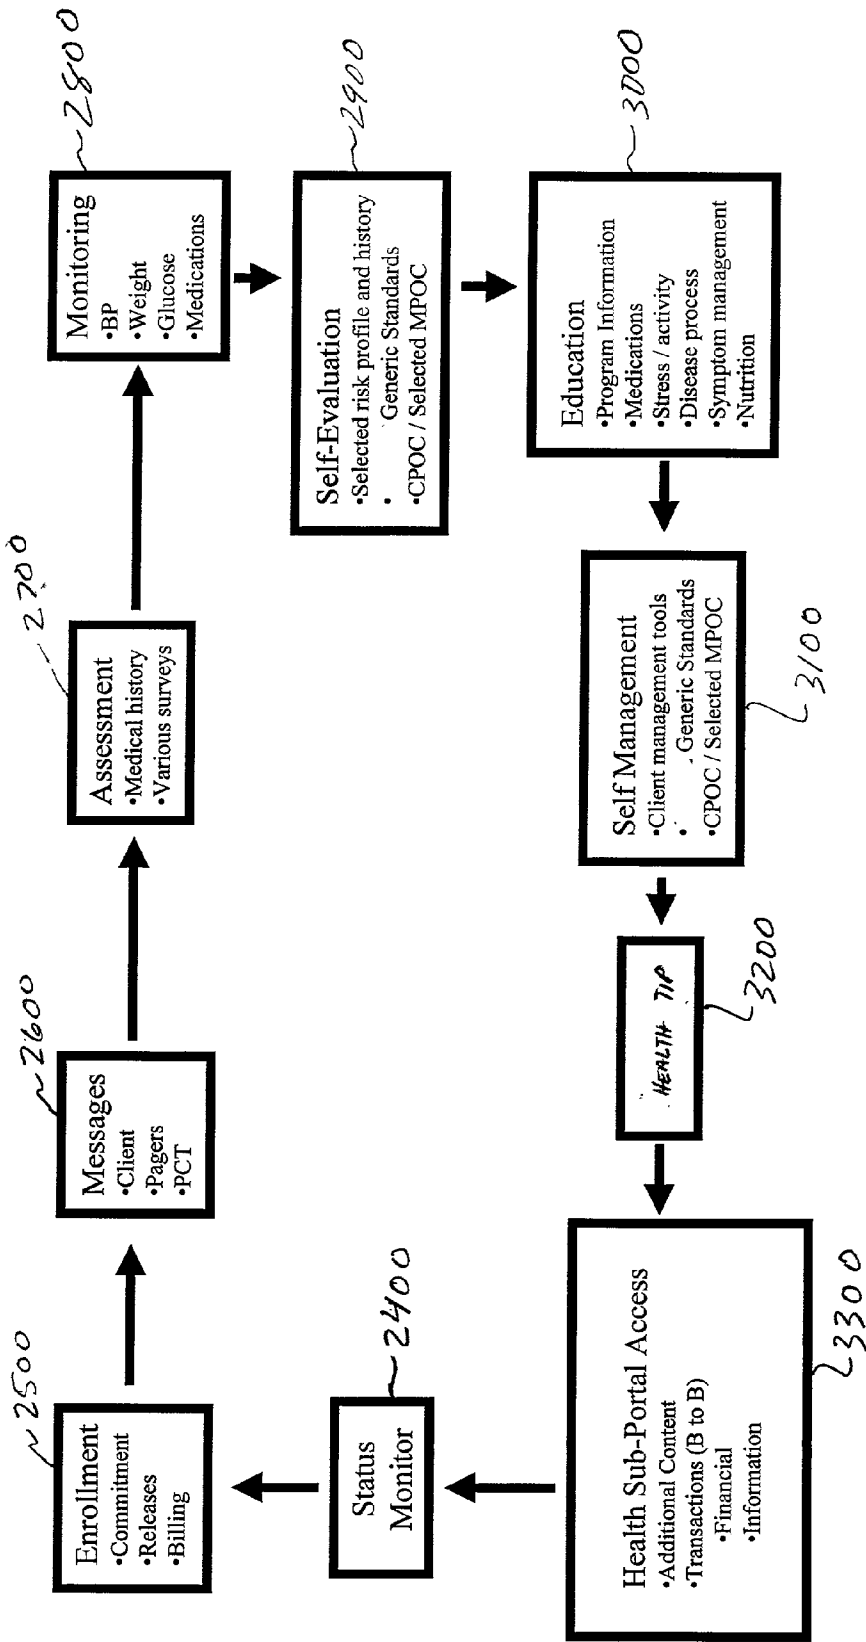 2500
Enrollment
•Commitment
•Releases
•Billing
2600
Messages
•Client
•Pagers
•PCT
2700
Assessment
•Medical history
•Various surveys
2800
Monitoring
•BP
•Weight
•Glucose
•Medications
2900
Self-Evaluation
•Selected risk profile and history
• Generic Standards
•CPOC / Selected MPOC
3000
Education
•Program Information
•Medications
•Stress / activity
•Disease process
•Symptom management
•Nutrition
Self Management
•Client management tools
• Generic Standards
•CPOC / Selected MPOC
3100
HEALTH TIP
3200
Health Sub-Portal Access
•Additional Content
•Transactions (B to B)
•Financial
•Information
3300
Status
Monitor
2400